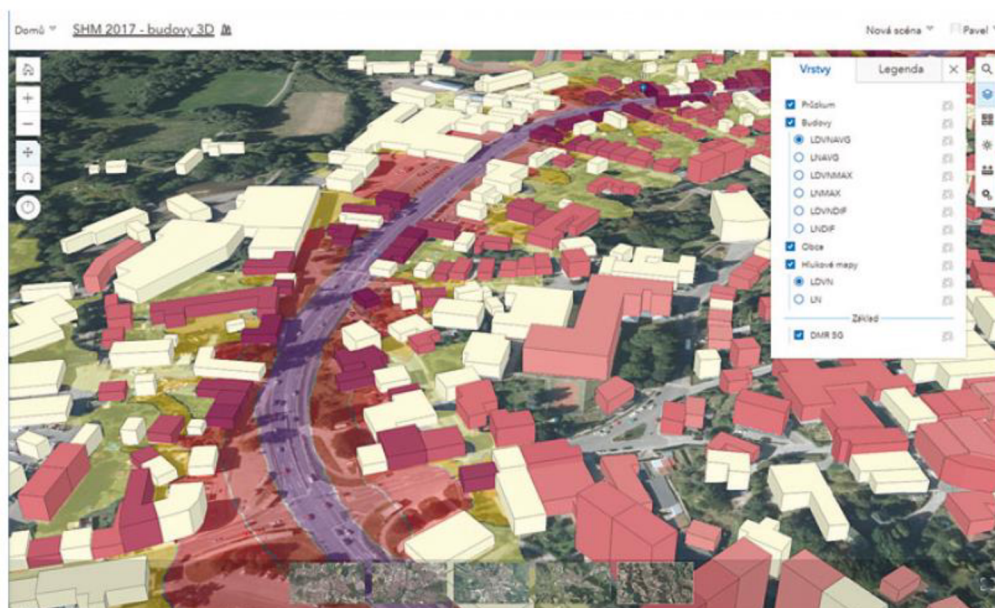 Domů SHM 2017 - budovy 3D Nová scéna Pavel
Vrstvy Legenda
Průzkum
Budovy
LDVNAVG
LNAVG
LDVNMAX
LNMAX
LDVNDIF
LNDIF
Obce
Hlukové mapy
LDVN
LN
Základ
DMR 5G